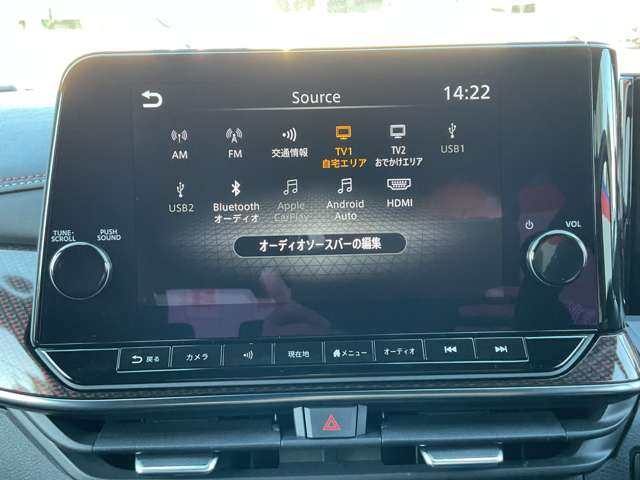 Source
14:22
AM
FM
交通情報
TV1
自宅エリア
TV2
おでかけエリア
USB1
USB2
Bluetooth
オーディオ
Apple
CarPlay
Android
Auto
HDMI
オーディオソースバーの編集
TUNE・
SCROLL
PUSH
SOUND
VOL
戻る
カメラ
現在地
メニュー
オーディオ